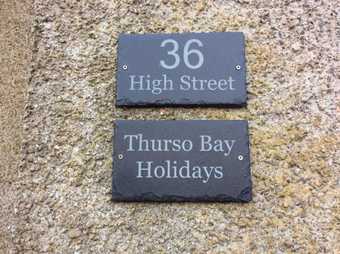 36
High Street
Thurso Bay
Holidays